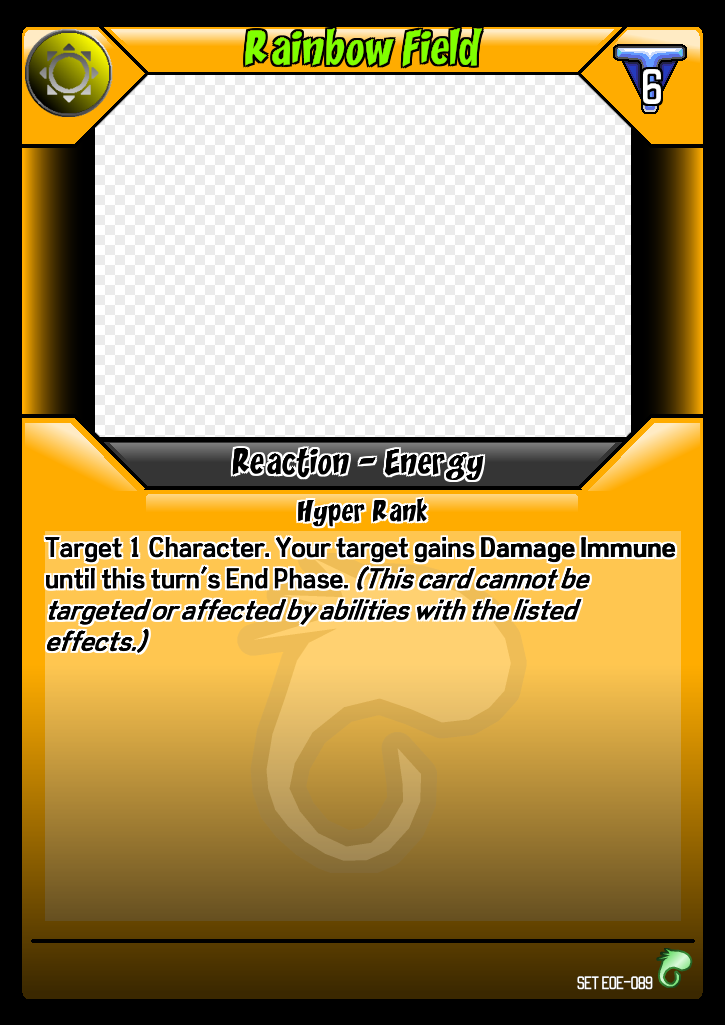 Rainbow Field
6
Reaction - Energy
Hyper Rank
Target 1 Character. Your target gains Damage Immune
until this turn's End Phase. (This card cannot be
targeted or affected by abilities with the listed
effects.)
SET EOE-089